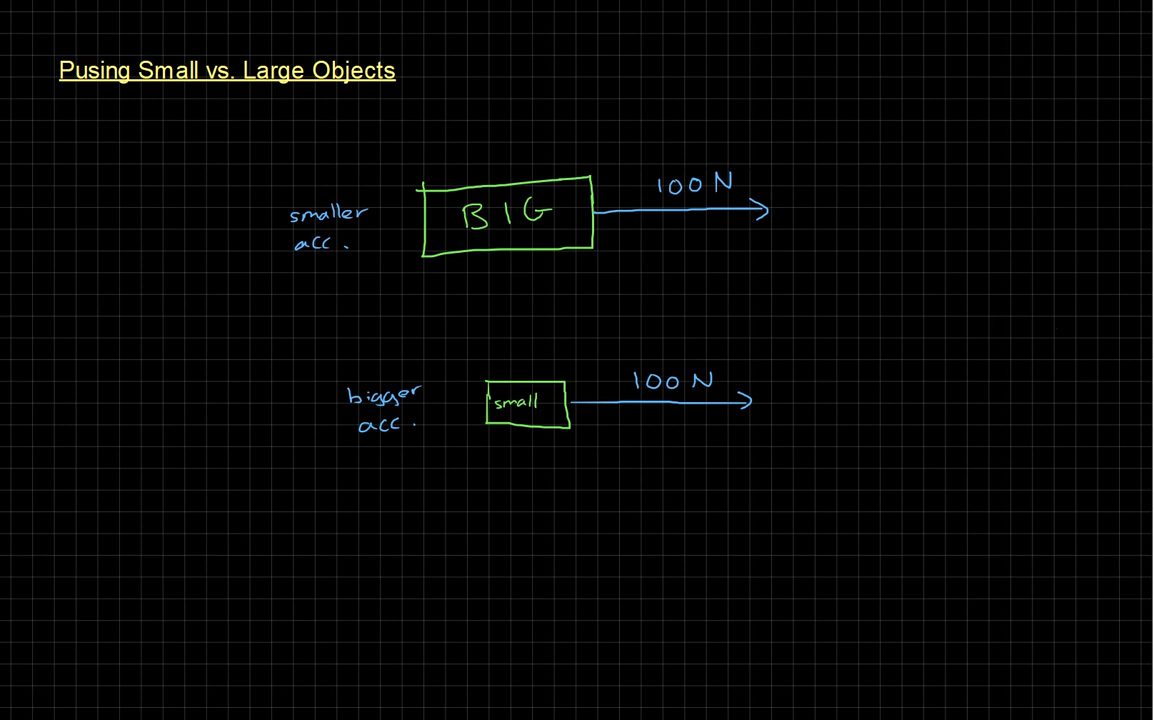 Pusing Small vs. Large Objects
100 N
smaller
BIG
acc.
100 N
bigger
small
acc.